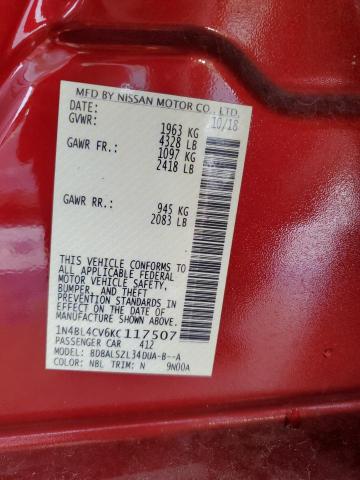 MFD BY NISSAN MOTOR CO., LTD.
DATE: 10/18
GVWR: 1963 KG
4328 LB
GAWR FR.: 1097 KG
2418 LB
GAWR RR.: 945 KG
2083 LB
THIS VEHICLE CONFORMS TO
ALL APPLICABLE FEDERAL
MOTOR VEHICLE SAFETY,
BUMPER, AND THEFT
PREVENTION STANDARDS IN
EFFECT ON THE DATE OF
MANUFACTURE SHOWN ABOVE.
1N4BL4CV6KC117507
PASSENGER CAR 412
MODEL: BDBALSZL34DUA-B--A
COLOR: NBL TRIM: N 9N00A